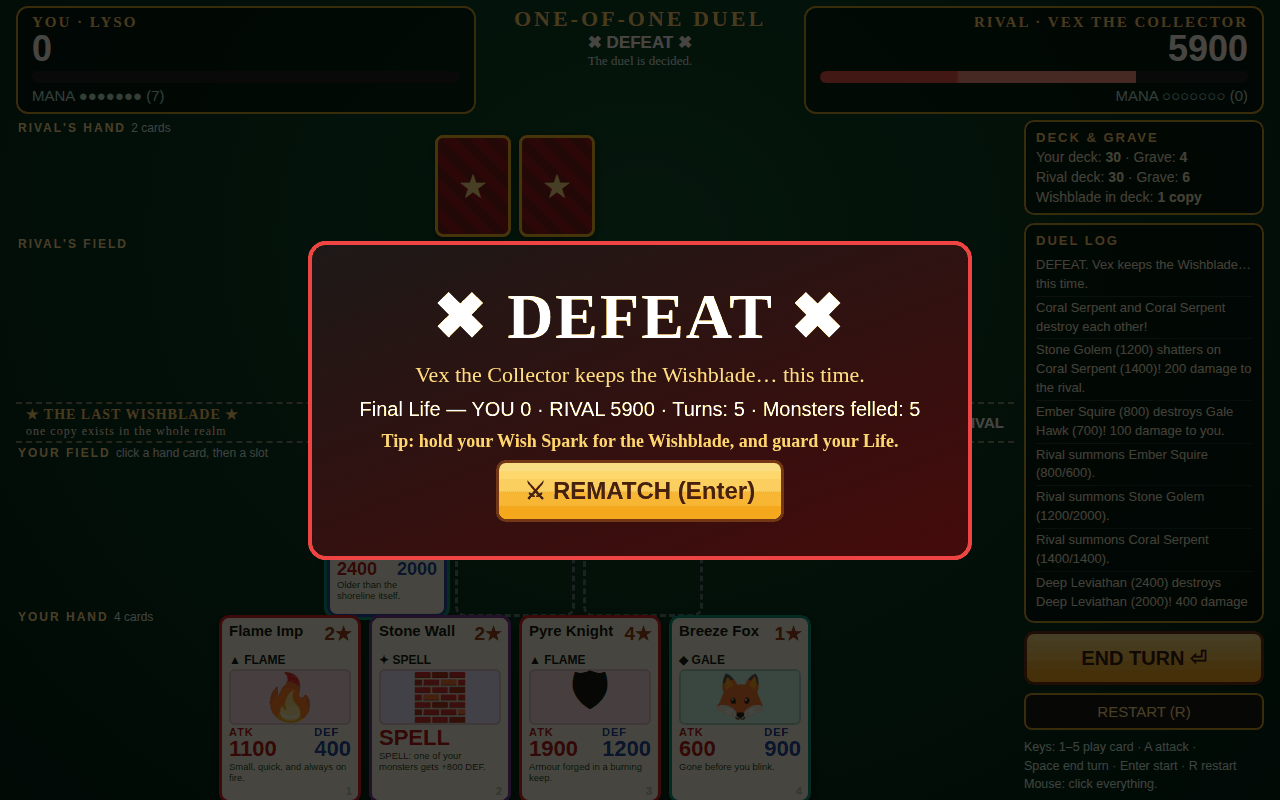 YOU · LYSO
0
MANA ●●●●●●● (7)
ONE-OF-ONE DUEL
✖ DEFEAT ✖
The duel is decided.
RIVAL · VEX THE COLLECTOR
5900
MANA ○○○○○○○ (0)
RIVAL'S HAND 2 cards
RIVAL'S FIELD
★ THE LAST WISHBLADE ★
one copy exists in the whole realm
IVAL
YOUR FIELD click a hand card, then a slot
✖ DEFEAT ✖
Vex the Collector keeps the Wishblade… this time.
Final Life — YOU 0 · RIVAL 5900 · Turns: 5 · Monsters felled: 5
Tip: hold your Wish Spark for the Wishblade, and guard your Life.
⚔ REMATCH (Enter)
2400 2000
Older than the
shoreline itself.
YOUR HAND 4 cards
Flame Imp 2★
▲ FLAME
ATK DEF
1100 400
Small, quick, and always on
fire.
1
Stone Wall 2★
✦ SPELL
SPELL
SPELL: one of your
monsters gets +800 DEF.
2
Pyre Knight 4★
▲ FLAME
ATK DEF
1900 1200
Armour forged in a burning
keep.
3
Breeze Fox 1★
◆ GALE
ATK DEF
600 900
Gone before you blink.
4
DECK & GRAVE
Your deck: 30 · Grave: 4
Rival deck: 30 · Grave: 6
Wishblade in deck: 1 copy
DUEL LOG
DEFEAT. Vex keeps the Wishblade…
this time.
Coral Serpent and Coral Serpent
destroy each other!
Stone Golem (1200) shatters on
Coral Serpent (1400)! 200 damage to
the rival.
Ember Squire (800) destroys Gale
Hawk (700)! 100 damage to you.
Rival summons Ember Squire
(800/600).
Rival summons Stone Golem
(1200/2000).
Rival summons Coral Serpent
(1400/1400).
Deep Leviathan (2400) destroys
Deep Leviathan (2000)! 400 damage
END TURN ⏎
RESTART (R)
Keys: 1–5 play card · A attack ·
Space end turn · Enter start · R restart
Mouse: click everything.